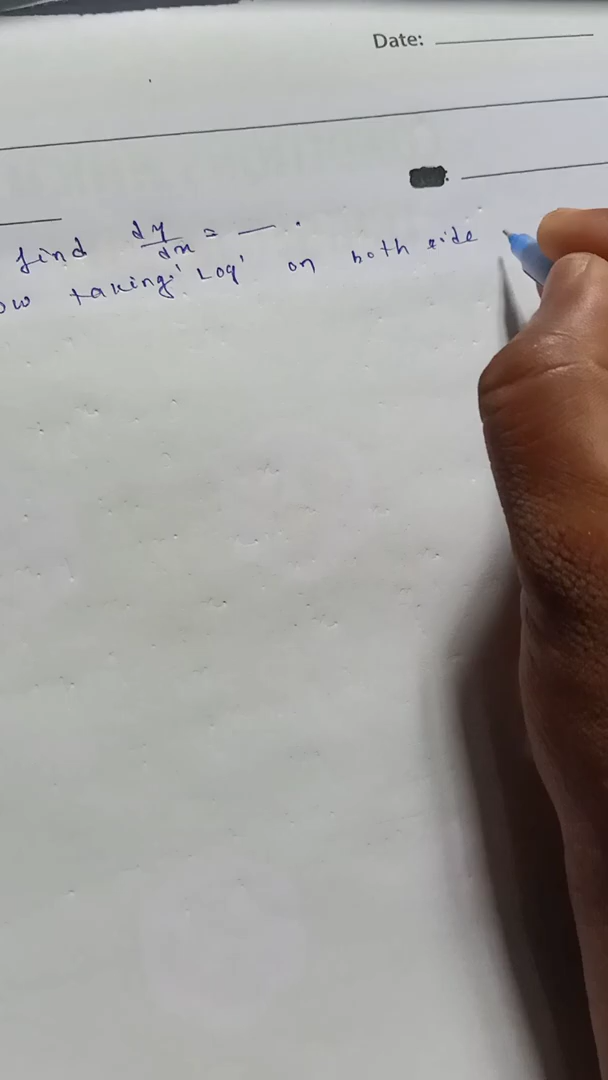 Date:
find dy/dx = — .
taking 'Log' on both side